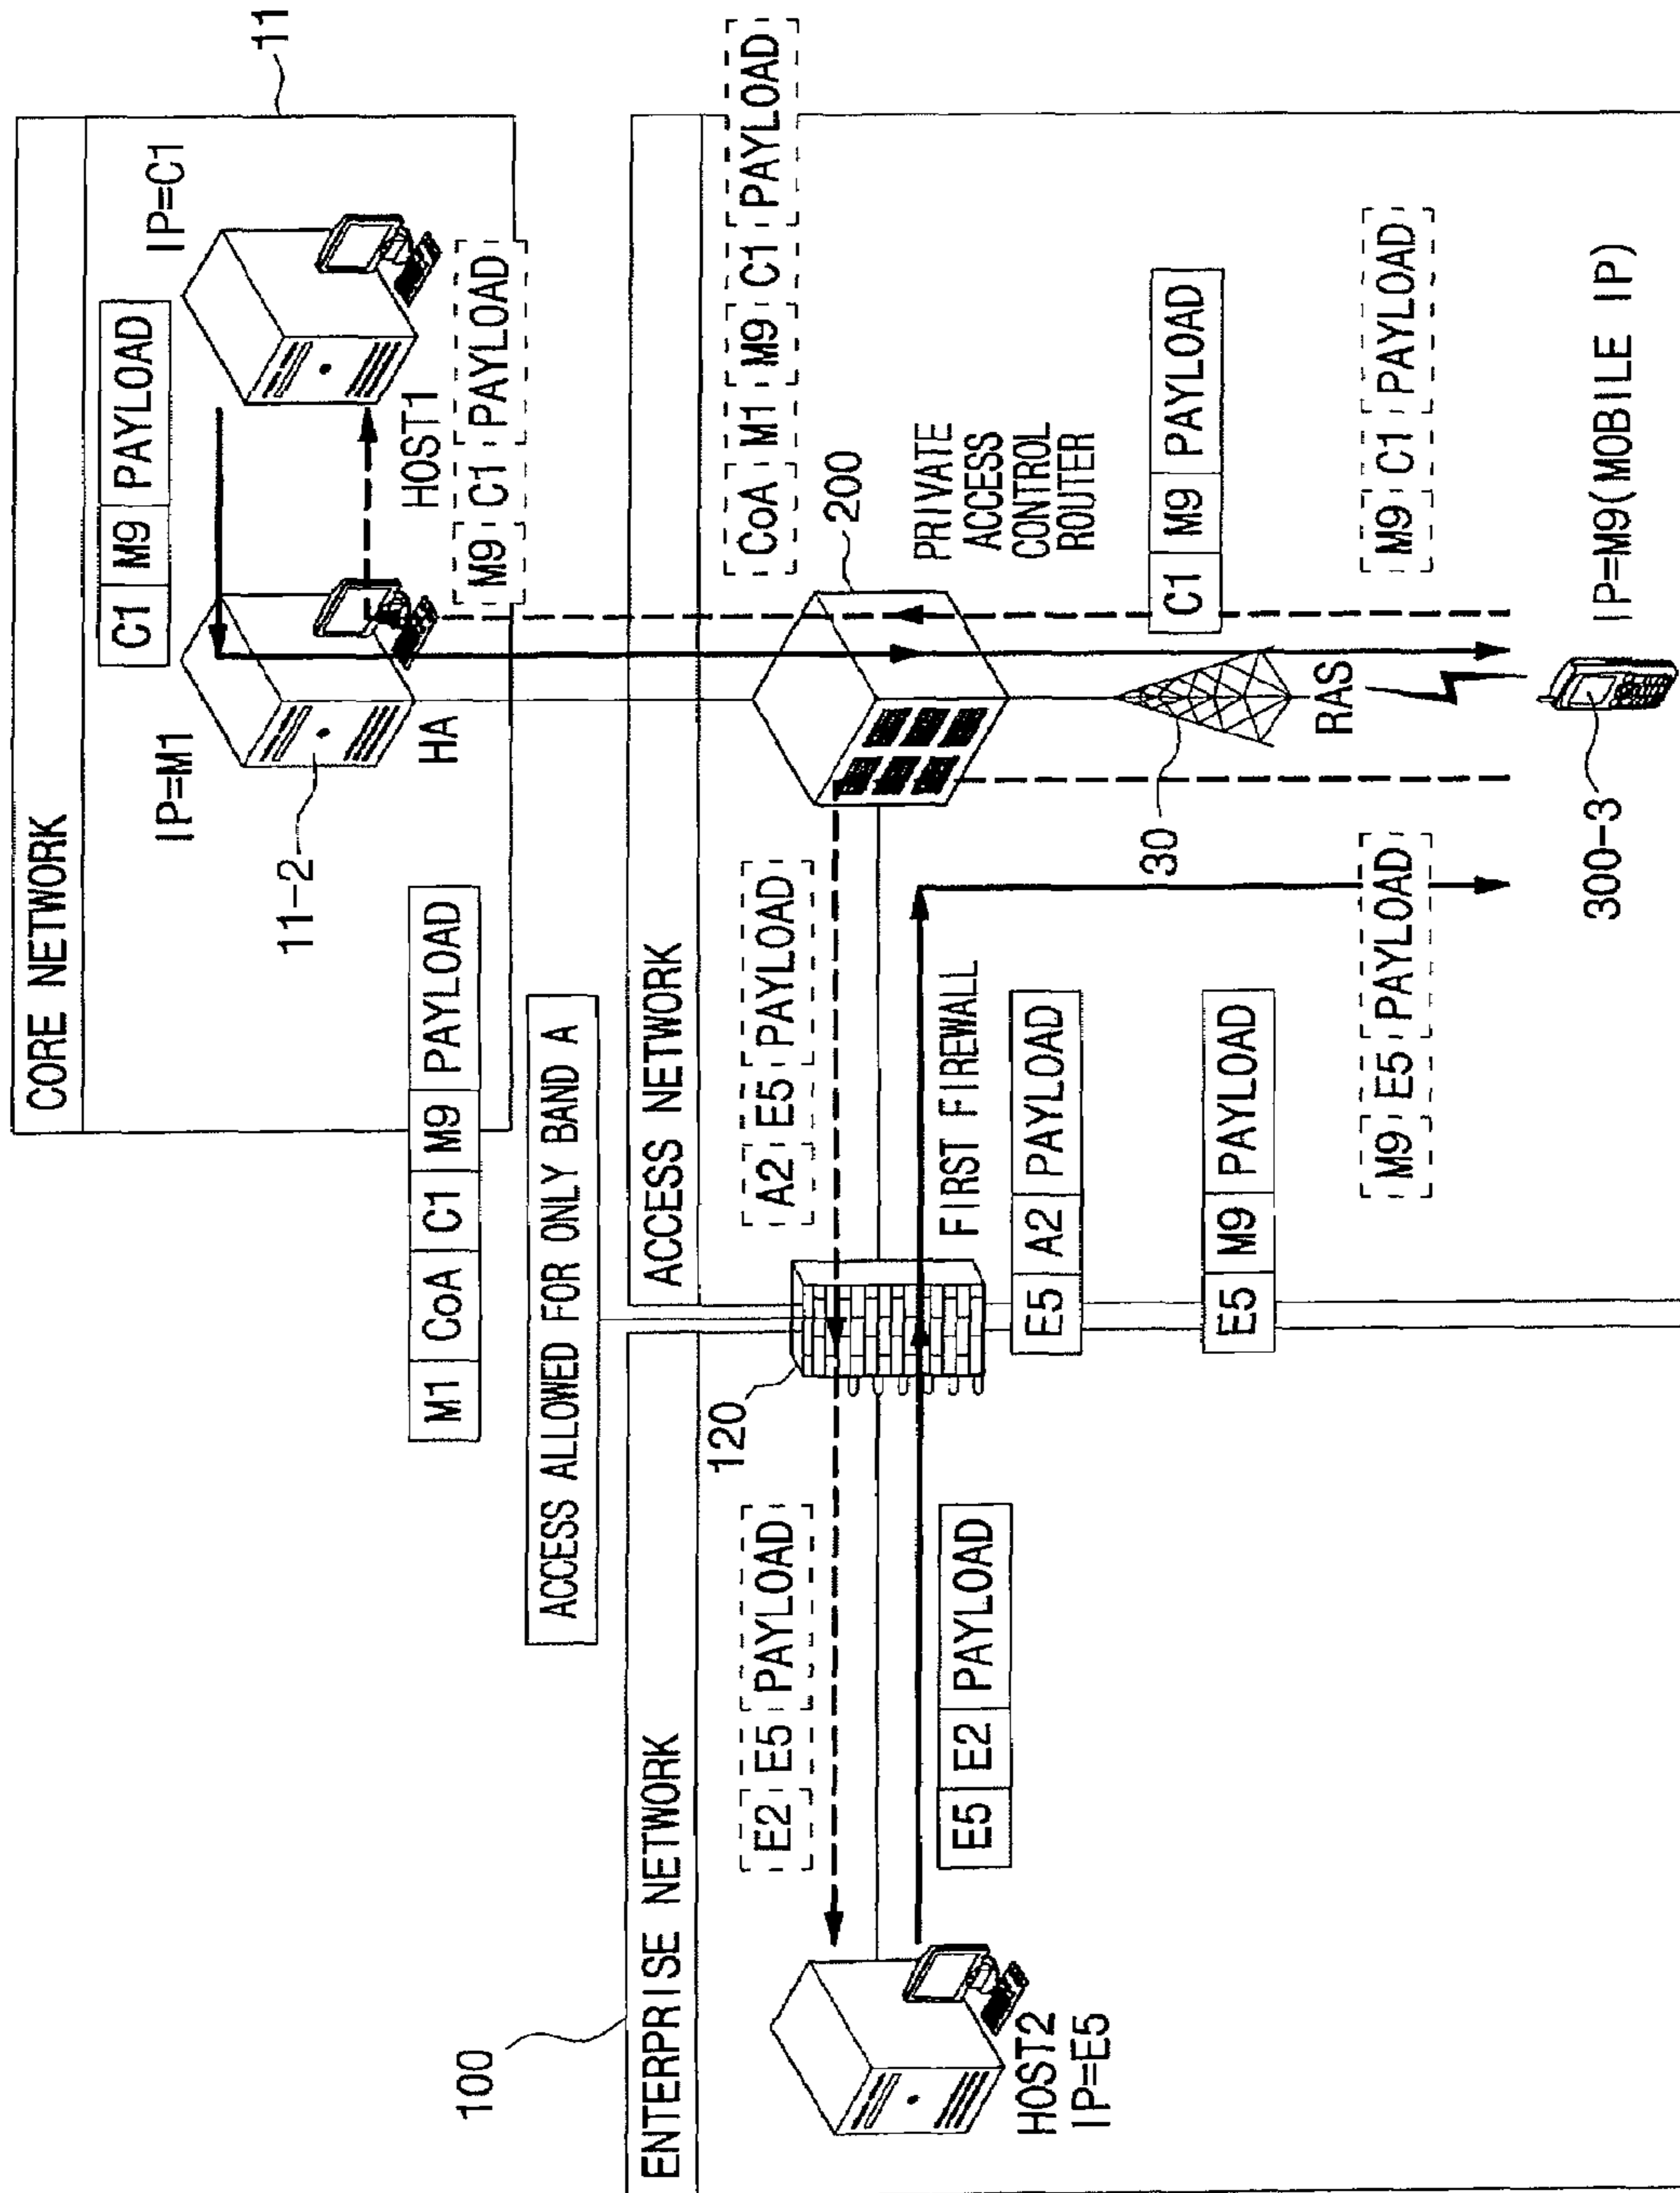 CORE NETWORK
11
IP=M1
IP=C1
C1 M9 PAYLOAD
11-2
HA
HOST1
M9 C1 PAYLOAD
M1 CoA C1 M9 PAYLOAD
ACCESS ALLOWED FOR ONLY BAND A
100
ENTERPRISE NETWORK
ACCESS NETWORK
CoA M1 M9 C1 PAYLOAD
E2 E5 PAYLOAD
120
A2 E5 PAYLOAD
200
PRIVATE
ACCESS
CONTROL
ROUTER
E5 E2 PAYLOAD
FIRST FIREWALL
HOST2
IP=E5
E5 A2 PAYLOAD
30
C1 M9 PAYLOAD
E5 M9 PAYLOAD
RAS
M9 E5 PAYLOAD
M9 C1 PAYLOAD
300-3
IP=M9(MOBILE IP)